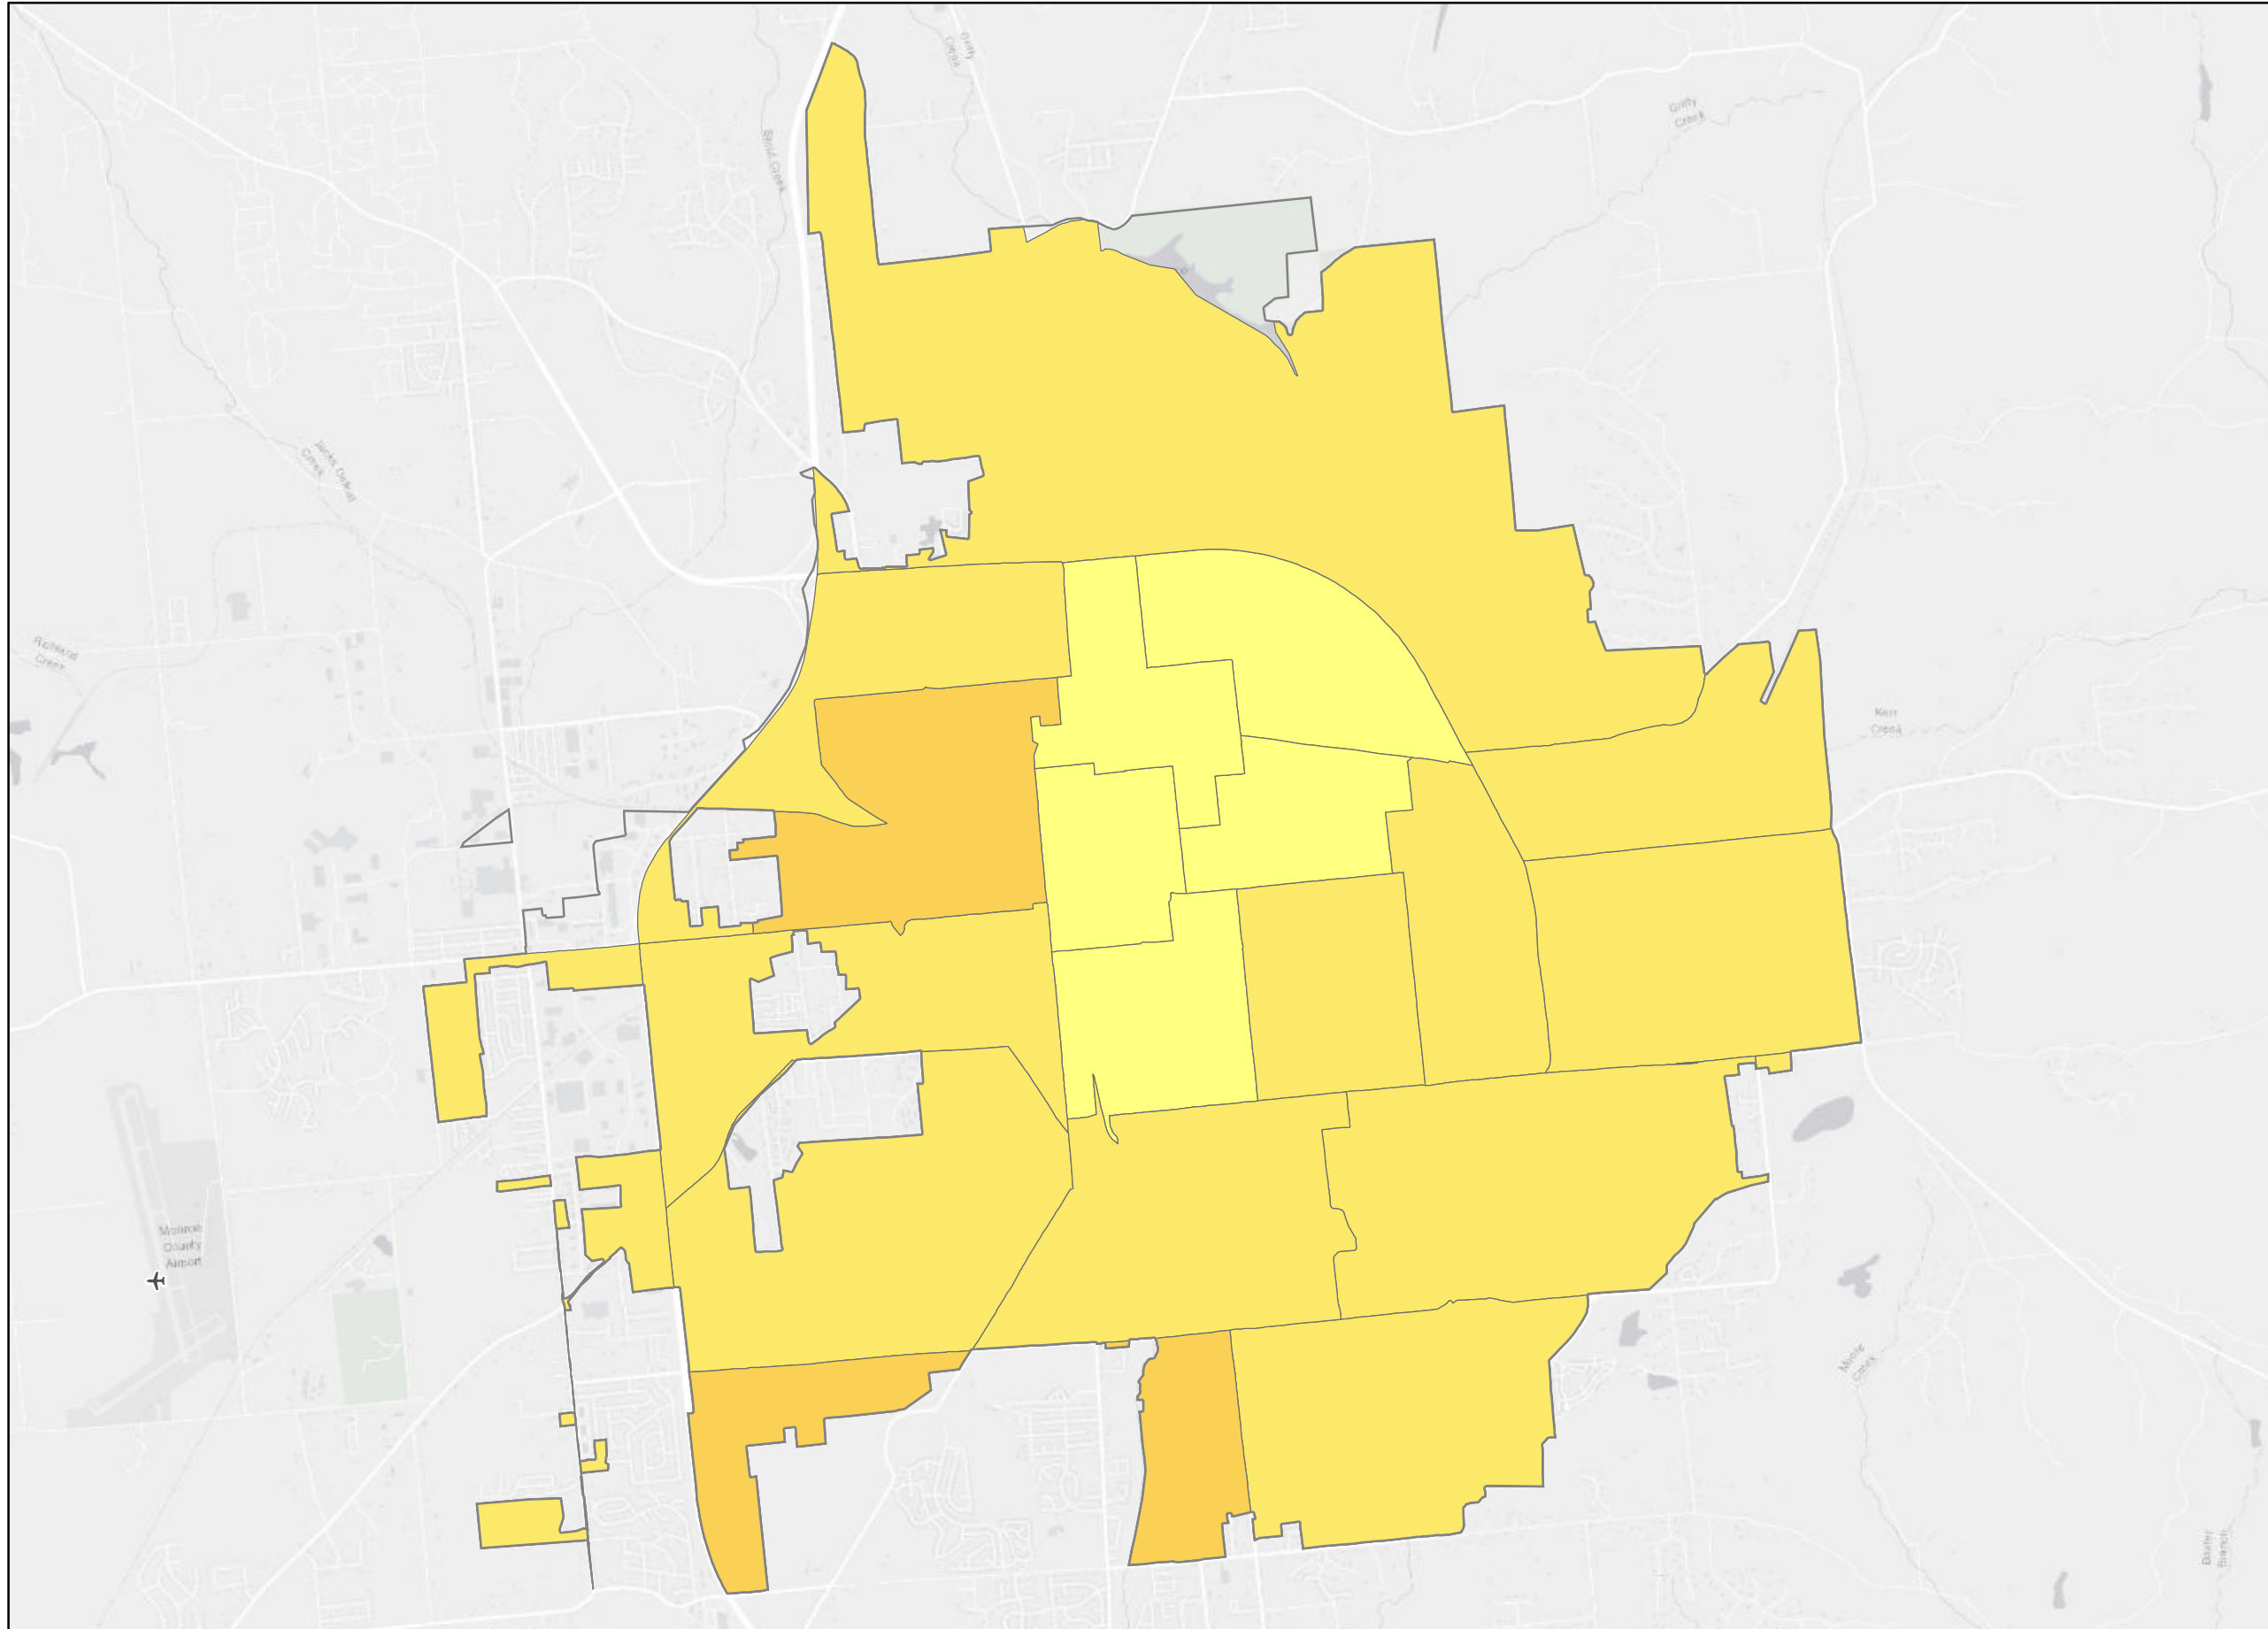 Griffy
Creek
Stout Creek
Griffy
Creek
Jacks Defeat
Creek
Richland
Creek
Kerr
Creek
Monroe
County
Airport
Moore
Creek
Baxter
Branch